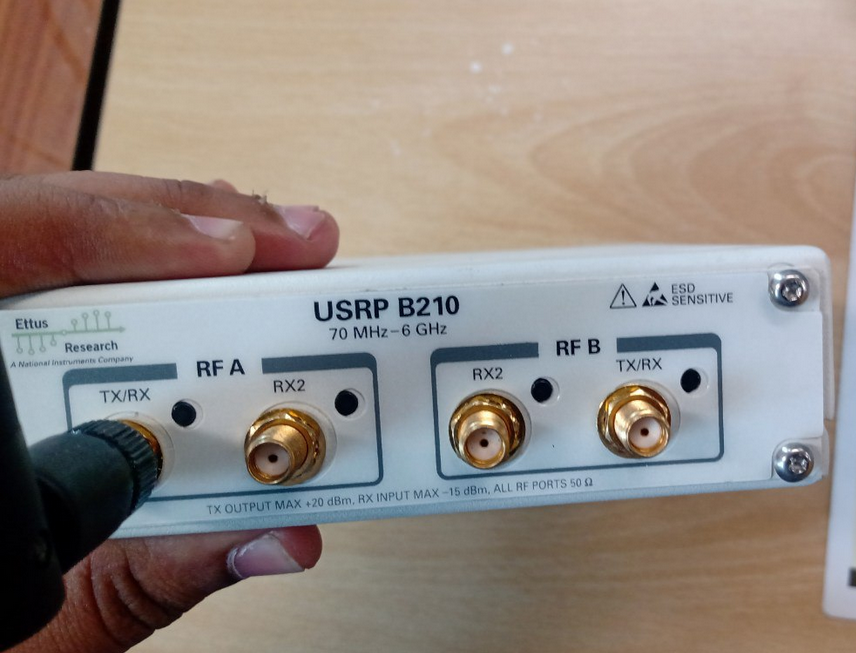 USRP B210
70 MHz–6 GHz
ESD
SENSITIVE
Ettus
Research
A National Instruments Company
RF A
TX/RX
RX2
RF B
RX2
TX/RX
TX OUTPUT MAX +20 dBm, RX INPUT MAX -15 dBm, ALL RF PORTS 50 Ω